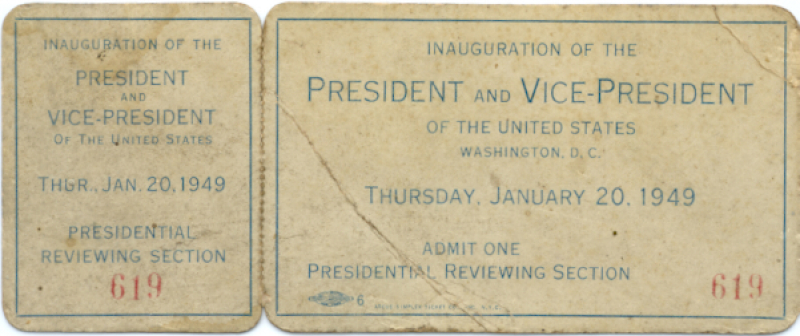 INAUGURATION OF THE
PRESIDENT
AND
VICE-PRESIDENT
OF THE UNITED STATES
THUR., JAN. 20, 1949
PRESIDENTIAL
REVIEWING SECTION
619
INAUGURATION OF THE
PRESIDENT AND VICE-PRESIDENT
OF THE UNITED STATES
WASHINGTON, D.C.
THURSDAY, JANUARY 20, 1949
ADMIT ONE
PRESIDENTIAL REVIEWING SECTION
619
6